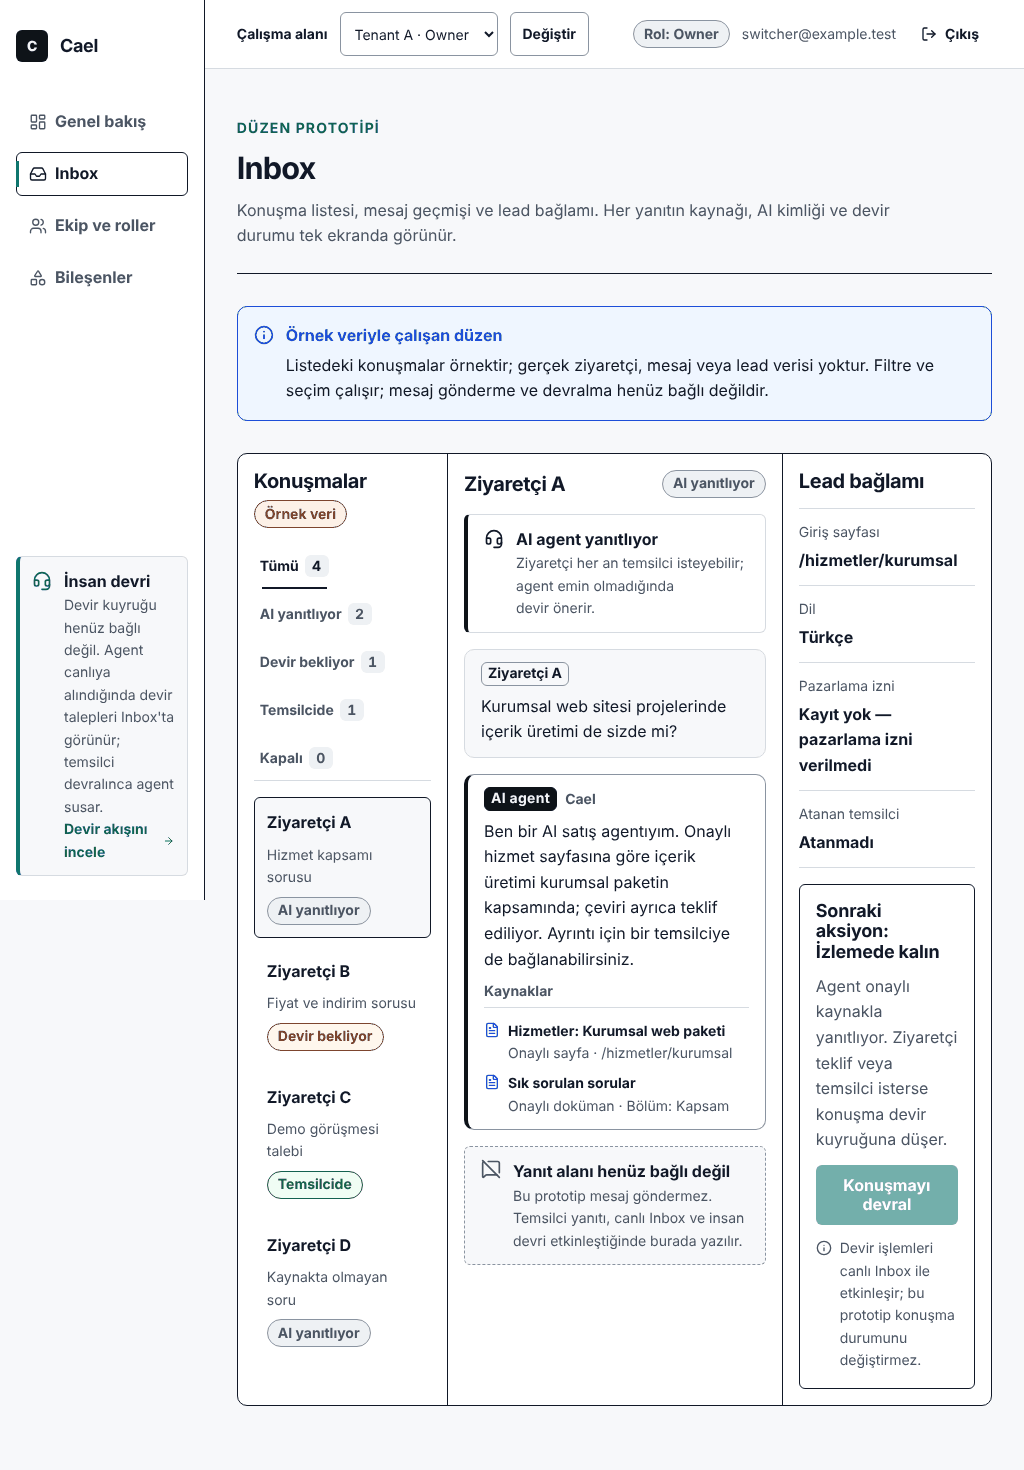 C Cael
Genel bakış
Inbox
Ekip ve roller
Bileşenler
İnsan devri
Devir kuyruğu
henüz bağlı
değil. Agent
canlıya
alındığında devir
talepleri Inbox'ta
görünür;
temsilci
devralınca agent
susar.
Devir akışını
incele
Çalışma alanı Tenant A · Owner Değiştir Rol: Owner switcher@example.test Çıkış
DÜZEN PROTOTİPİ
Inbox
Konuşma listesi, mesaj geçmişi ve lead bağlamı. Her yanıtın kaynağı, AI kimliği ve devir
durumu tek ekranda görünür.
Örnek veriyle çalışan düzen
Listedeki konuşmalar örnektir; gerçek ziyaretçi, mesaj veya lead verisi yoktur. Filtre ve
seçim çalışır; mesaj gönderme ve devralma henüz bağlı değildir.
Konuşmalar
Örnek veri
Tümü 4
AI yanıtlıyor 2
Devir bekliyor 1
Temsilcide 1
Kapalı 0
Ziyaretçi A
Hizmet kapsamı
sorusu
AI yanıtlıyor
Ziyaretçi B
Fiyat ve indirim sorusu
Devir bekliyor
Ziyaretçi C
Demo görüşmesi
talebi
Temsilcide
Ziyaretçi D
Kaynakta olmayan
soru
AI yanıtlıyor
Ziyaretçi A AI yanıtlıyor
AI agent yanıtlıyor
Ziyaretçi her an temsilci isteyebilir;
agent emin olmadığında
devir önerir.
Ziyaretçi A
Kurumsal web sitesi projelerinde
içerik üretimi de sizde mi?
AI agent Cael
Ben bir AI satış agentıyım. Onaylı
hizmet sayfasına göre içerik
üretimi kurumsal paketin
kapsamında; çeviri ayrıca teklif
ediliyor. Ayrıntı için bir temsilciye
de bağlanabilirsiniz.
Kaynaklar
Hizmetler: Kurumsal web paketi
Onaylı sayfa · /hizmetler/kurumsal
Sık sorulan sorular
Onaylı doküman · Bölüm: Kapsam
Yanıt alanı henüz bağlı değil
Bu prototip mesaj göndermez.
Temsilci yanıtı, canlı Inbox ve insan
devri etkinleştiğinde burada yazılır.
Lead bağlamı
Giriş sayfası
/hizmetler/kurumsal
Dil
Türkçe
Pazarlama izni
Kayıt yok —
pazarlama izni
verilmedi
Atanan temsilci
Atanmadı
Sonraki
aksiyon:
İzlemede kalın
Agent onaylı
kaynakla
yanıtlıyor. Ziyaretçi
teklif veya
temsilci isterse
konuşma devir
kuyruğuna düşer.
Konuşmayı
devral
Devir işlemleri
canlı Inbox ile
etkinleşir; bu
prototip konuşma
durumunu
değiştirmez.